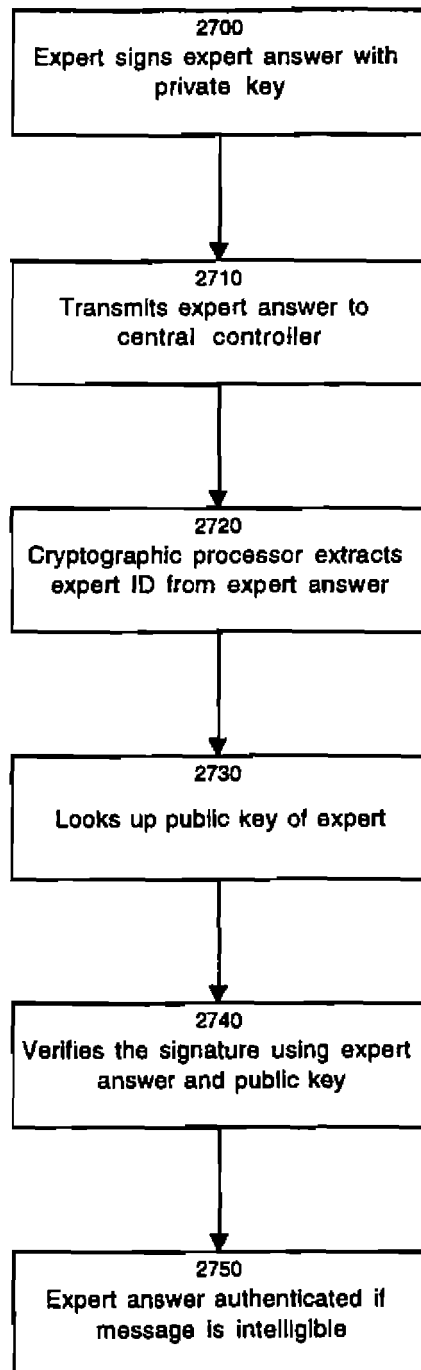 2700
Expert signs expert answer with
private key
2710
Transmits expert answer to
central controller
2720
Cryptographic processor extracts
expert ID from expert answer
2730
Looks up public key of expert
2740
Verifies the signature using expert
answer and public key
2750
Expert answer authenticated if
message is intelligible